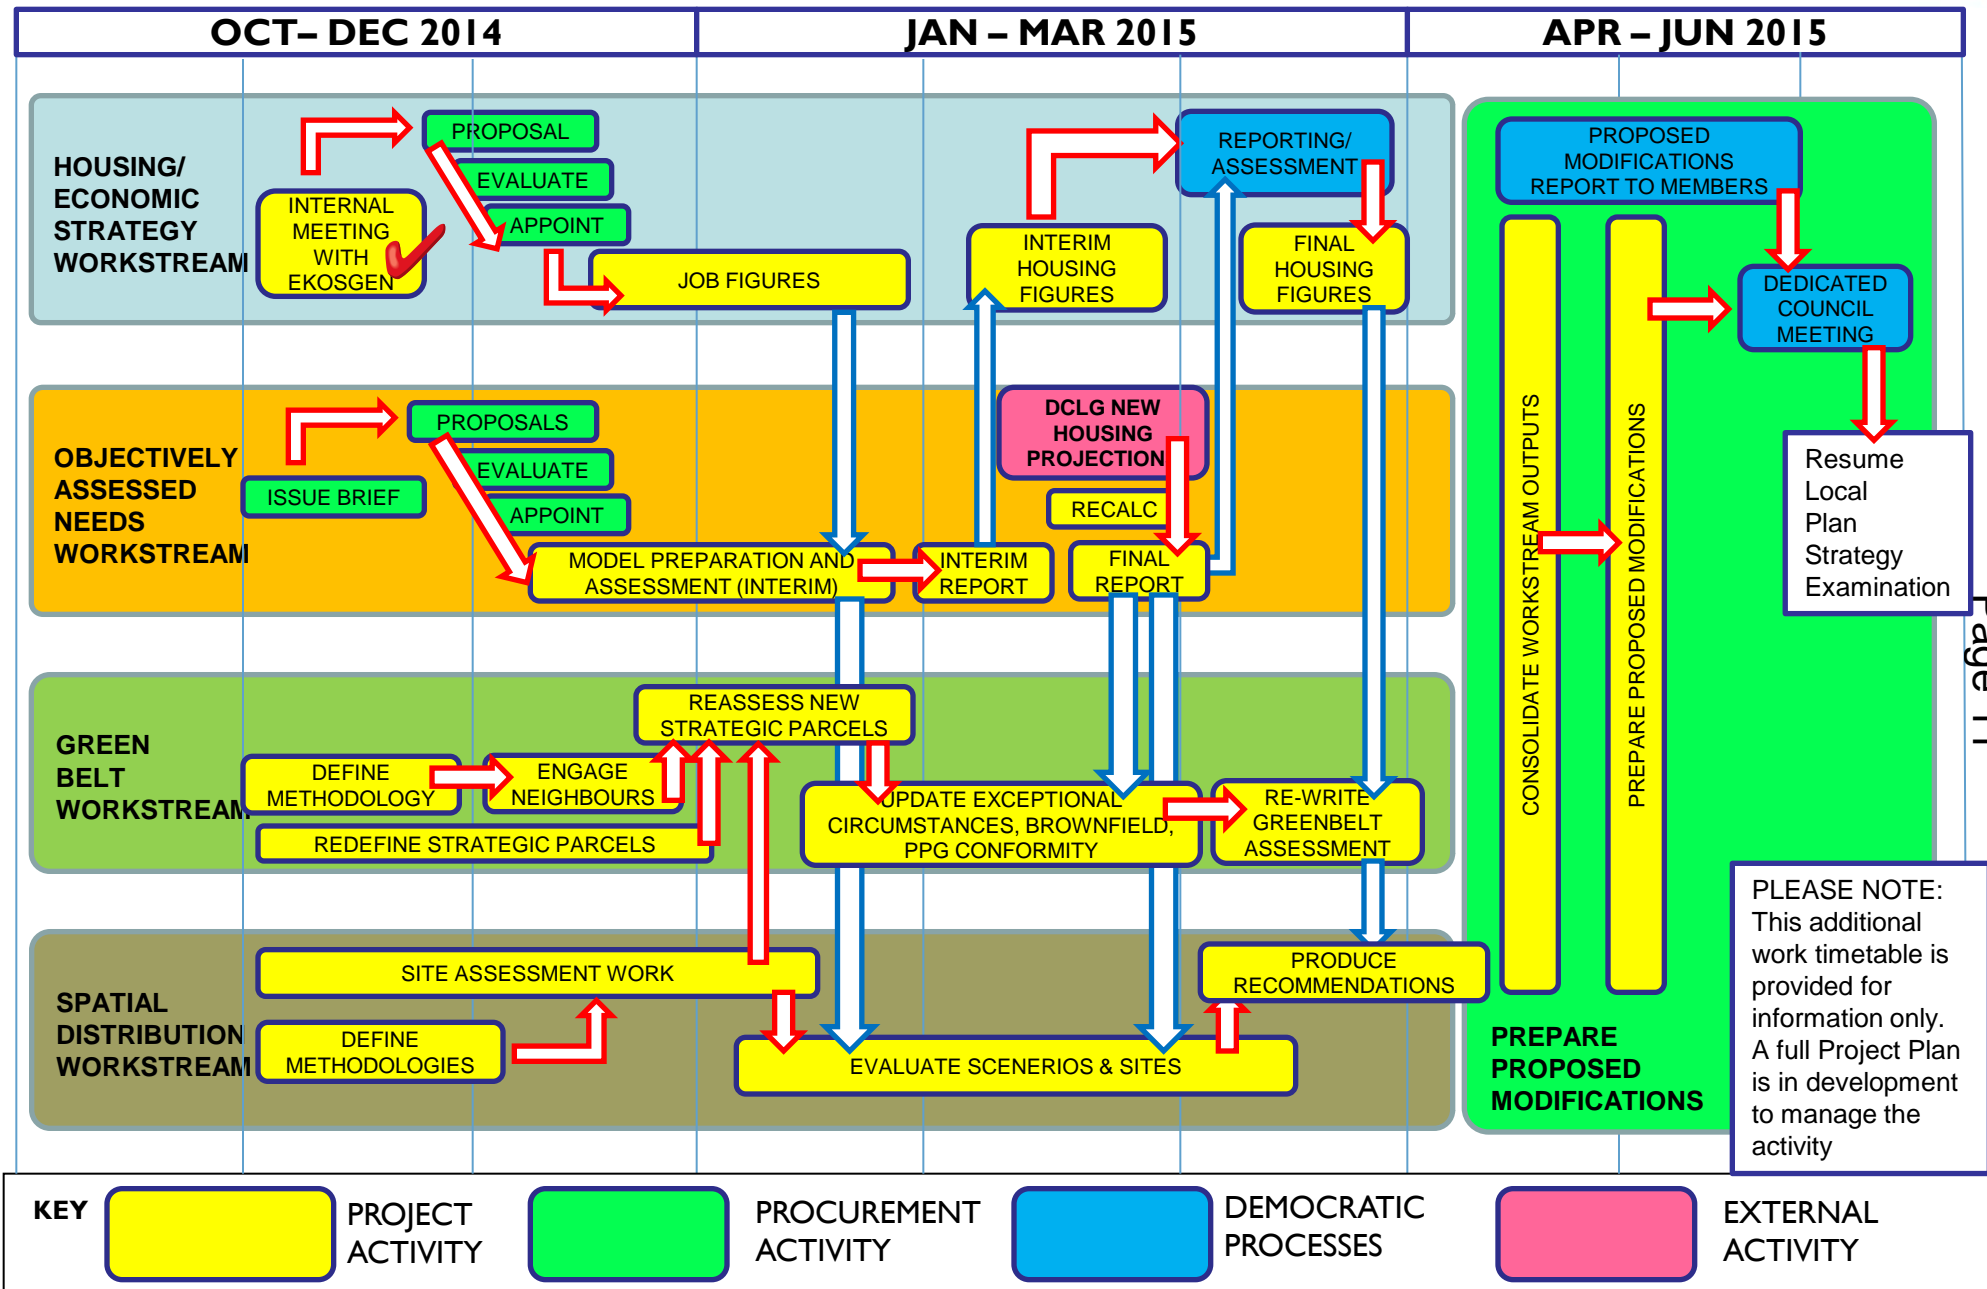 OCT– DEC 2014
JAN – MAR 2015
APR – JUN 2015
HOUSING/
ECONOMIC
STRATEGY
WORKSTREAM
INTERNAL
MEETING
WITH
EKOSGEN
PROPOSAL
EVALUATE
APPOINT
JOB FIGURES
INTERIM
HOUSING
FIGURES
REPORTING/
ASSESSMENT
FINAL
HOUSING
FIGURES
OBJECTIVELY
ASSESSED
NEEDS
WORKSTREAM
ISSUE BRIEF
PROPOSALS
EVALUATE
APPOINT
MODEL PREPARATION AND
ASSESSMENT (INTERIM)
INTERIM
REPORT
DCLG NEW
HOUSING
PROJECTION
RECALC
FINAL
REPORT
GREEN
BELT
WORKSTREAM
DEFINE
METHODOLOGY
ENGAGE
NEIGHBOURS
REDEFINE STRATEGIC PARCELS
REASSESS NEW
STRATEGIC PARCELS
UPDATE EXCEPTIONAL
CIRCUMSTANCES, BROWNFIELD,
PPG CONFORMITY
RE-WRITE
GREENBELT
ASSESSMENT
SPATIAL
DISTRIBUTION
WORKSTREAM
SITE ASSESSMENT WORK
DEFINE
METHODOLOGIES
EVALUATE SCENERIOS & SITES
PRODUCE
RECOMMENDATIONS
PROPOSED
MODIFICATIONS
REPORT TO MEMBERS
CONSOLIDATE WORKSTREAM OUTPUTS
PREPARE PROPOSED MODIFICATIONS
DEDICATED
COUNCIL
MEETING
Resume
Local
Plan
Strategy
Examination
PREPARE
PROPOSED
MODIFICATIONS
PLEASE NOTE:
This additional
work timetable is
provided for
information only.
A full Project Plan
is in development
to manage the
activity
Page
KEY
PROJECT
ACTIVITY
PROCUREMENT
ACTIVITY
DEMOCRATIC
PROCESSES
EXTERNAL
ACTIVITY